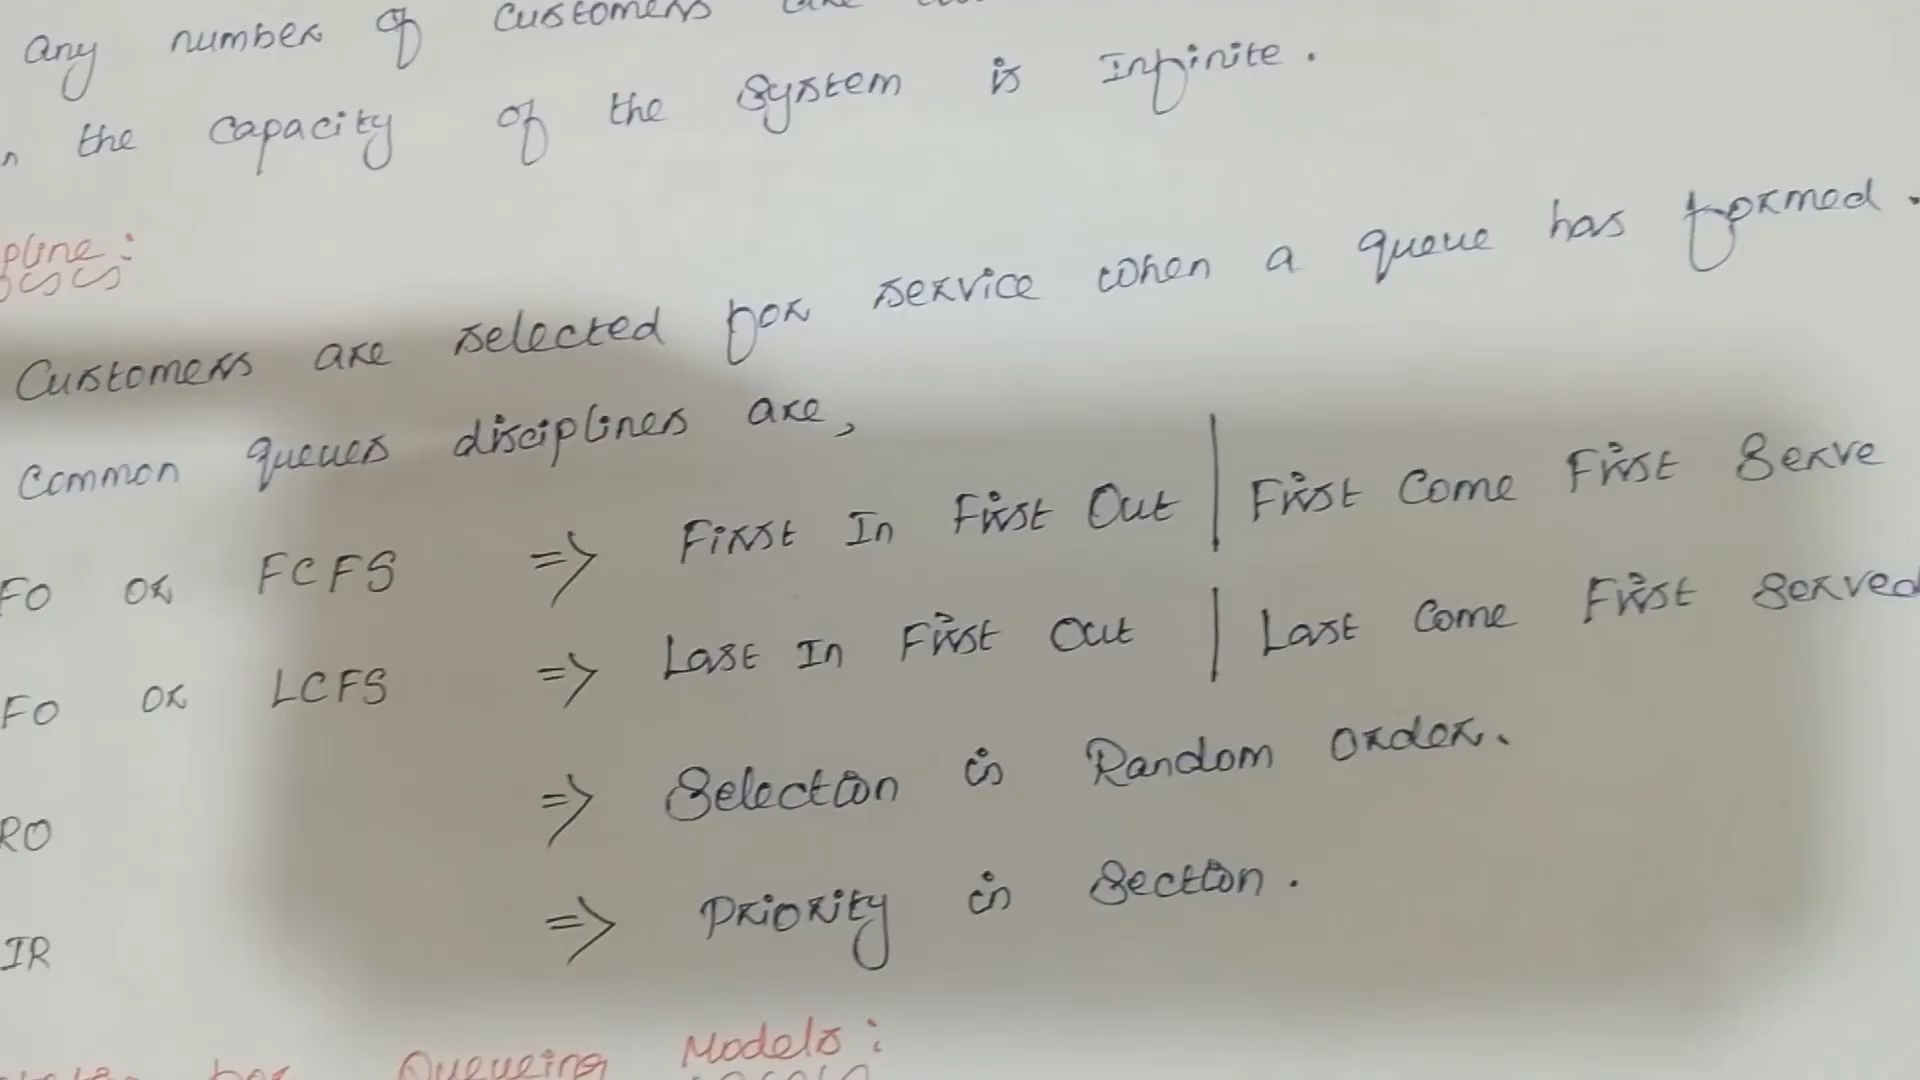 any number of customers are
the capacity of the system is Infinite.
pline:
Customers are selected for service when a queue has formed.
Common queues disciplines are,
FO or FCFS => First In First Out | First Come First Serve
FO or LCFS => Last In First Out | Last Come First Served
RO => Selection in Random Order.
IR => Priority in Section.
for Queueing Models: